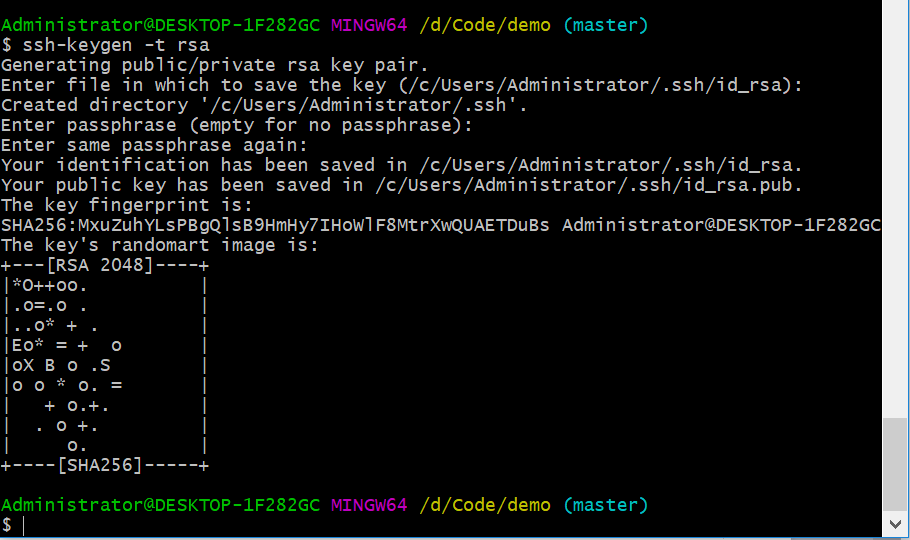 Administrator@DESKTOP-1F282GC MINGW64 /d/Code/demo (master)
$ ssh-keygen -t rsa
Generating public/private rsa key pair.
Enter file in which to save the key (/c/Users/Administrator/.ssh/id_rsa):
Created directory '/c/Users/Administrator/.ssh'.
Enter passphrase (empty for no passphrase):
Enter same passphrase again:
Your identification has been saved in /c/Users/Administrator/.ssh/id_rsa.
Your public key has been saved in /c/Users/Administrator/.ssh/id_rsa.pub.
The key fingerprint is:
SHA256:MxuZuhYLsPBgQlsB9HmHy7IHoWlF8MtrXwQUAETDuBs Administrator@DESKTOP-1F282GC
The key's randomart image is:
+---[RSA 2048]----+
|*O++oo.          |
|.o=.o .          |
|..o* + .         |
|Eo* = +  o       |
|oX B o .S        |
|o o * o. =       |
|   + o.+.        |
|  . o +.         |
|     o.          |
+----[SHA256]-----+
Administrator@DESKTOP-1F282GC MINGW64 /d/Code/demo (master)
$